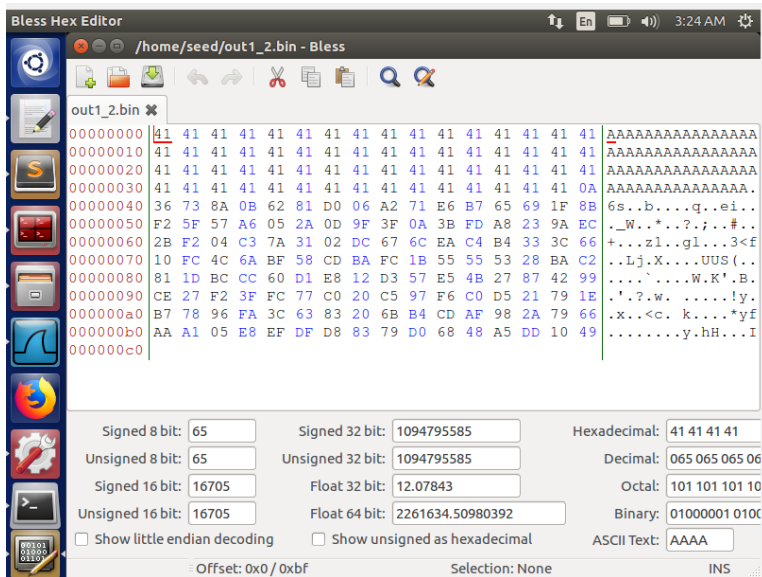 Bless Hex Editor En 3:24 AM
/home/seed/out1_2.bin - Bless
out1_2.bin
00000000 41 41 41 41 41 41 41 41 41 41 41 41 41 41 41 41 AAAAAAAAAAAAAAAA
00000010 41 41 41 41 41 41 41 41 41 41 41 41 41 41 41 41 AAAAAAAAAAAAAAAA
00000020 41 41 41 41 41 41 41 41 41 41 41 41 41 41 41 41 AAAAAAAAAAAAAAAA
00000030 41 41 41 41 41 41 41 41 41 41 41 41 41 41 41 0A AAAAAAAAAAAAAAA.
00000040 36 73 8A 0B 62 81 D0 06 A2 71 E6 B7 65 69 1F 8B 6s..b....q..ei..
00000050 F2 5F 57 A6 05 2A 0D 9F 3F 0A 3B FD A8 23 9A EC ._W..*..?.;..#..
00000060 2B F2 04 C3 7A 31 02 DC 67 6C EA C4 B4 33 3C 66 +...z1..gl...3<f
00000070 10 FC 4C 6A BF 58 CD BA FC 1B 55 55 53 28 BA C2 ..Lj.X....UUS(..
00000080 81 1D BC CC 60 D1 E8 12 D3 57 E5 4B 27 87 42 99 ....`....W.K'.B.
00000090 CE 27 F2 3F FC 77 C0 20 C5 97 F6 C0 D5 21 79 1E .'.?.w. .....!y.
000000a0 B7 78 96 FA 3C 63 83 20 6B B4 CD AF 98 2A 79 66 .x..<c. k....*yf
000000b0 AA A1 05 E8 EF DF D8 83 79 D0 68 48 A5 DD 10 49 ........y.hH...I
000000c0
Signed 8 bit: 65 Signed 32 bit: 1094795585 Hexadecimal: 41 41 41 41
Unsigned 8 bit: 65 Unsigned 32 bit: 1094795585 Decimal: 065 065 065 06
Signed 16 bit: 16705 Float 32 bit: 12.07843 Octal: 101 101 101 10
Unsigned 16 bit: 16705 Float 64 bit: 2261634.50980392 Binary: 01000001 0100
Show little endian decoding Show unsigned as hexadecimal ASCII Text: AAAA
Offset: 0x0 / 0xbf Selection: None INS